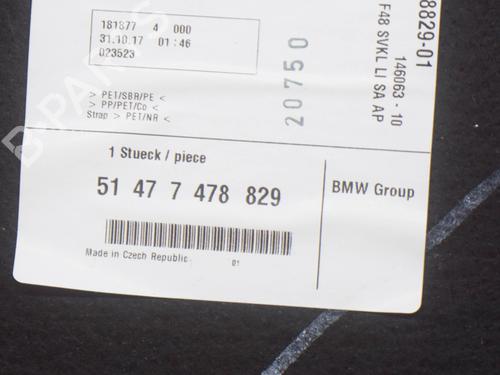 181877 4 000
31.10.17 01:46
023523
> PET/SBR/PE <
> PP/PET/Co <
Strap > PET/NR <
20750
8829-01
146063 - 10
F48 SVKL LI SA AP
1 Stueck / piece
51 47 7 478 829
BMW Group
Made in Czech Republic
01
B-PARTS